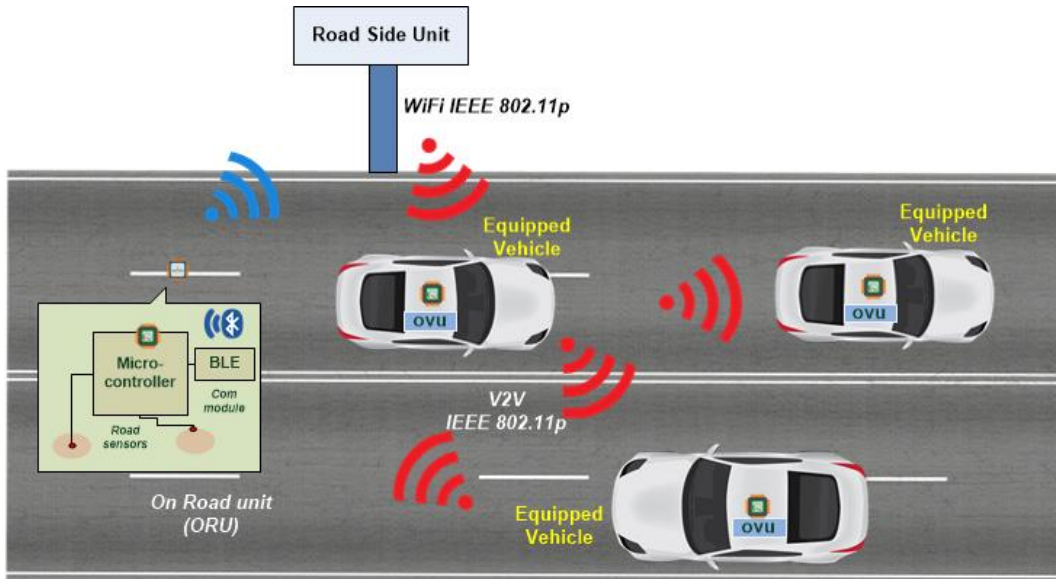 Road Side Unit
WiFi IEEE 802.11p
Equipped
Vehicle
Equipped
Vehicle
OVU
OVU
Micro-
controller
BLE
Com
module
Road
sensors
V2V
IEEE 802.11p
On Road unit
(ORU)
Equipped
Vehicle
OVU